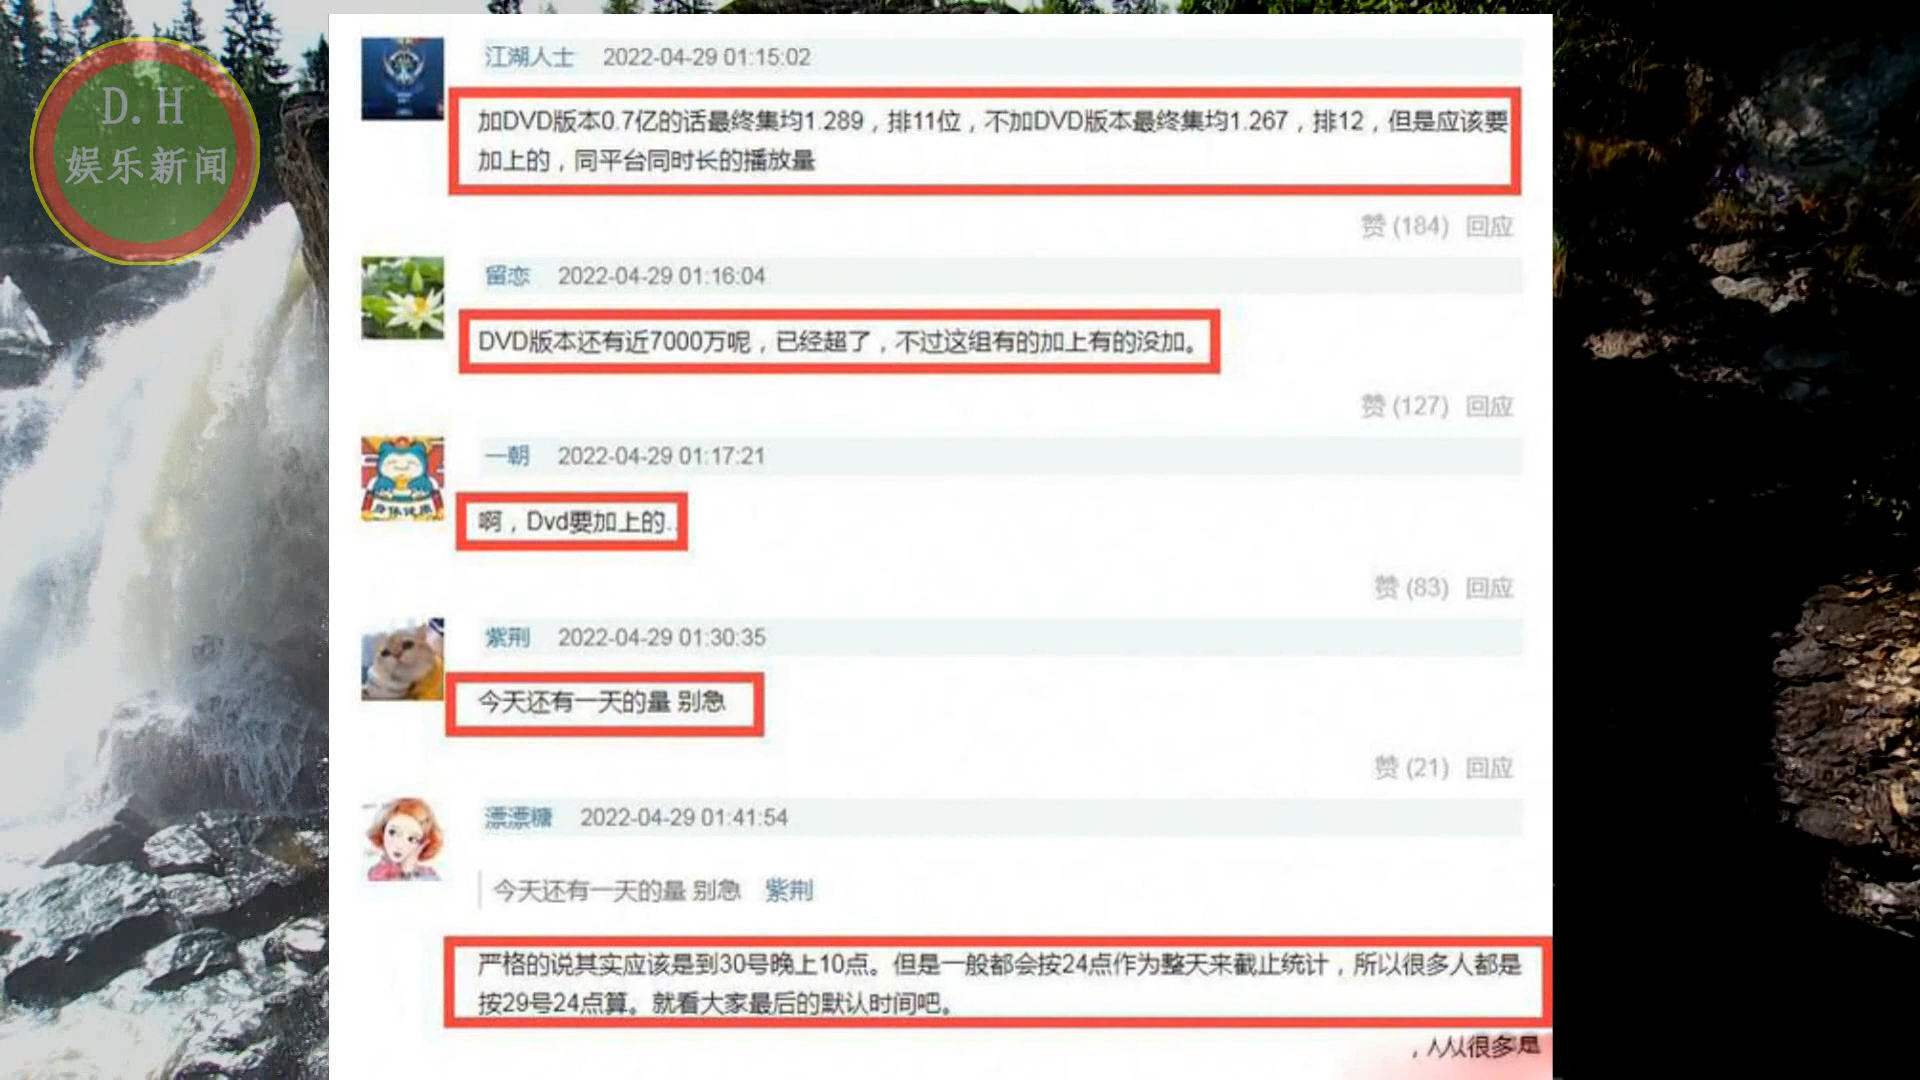 D.H
娱乐新闻
江湖人士 2022-04-29 01:15:02
加DVD版本0.7亿的话最终集均1.289，排11位，不加DVD版本最终集均1.267，排12，但是应该要
加上的，同平台同时长的播放量
赞 (184) 回应
留恋 2022-04-29 01:16:04
DVD版本还有近7000万呢，已经超了，不过这组有的加上有的没加。
赞 (127) 回应
一朝 2022-04-29 01:17:21
身体健康
啊，Dvd要加上的..
赞 (83) 回应
紫荆 2022-04-29 01:30:35
今天还有一天的量 别急
赞 (21) 回应
漂漂糖 2022-04-29 01:41:54
今天还有一天的量 别急 紫荆
严格的说其实应该是到30号晚上10点。但是一般都会按24点作为整天来截止统计，所以很多人都是
按29号24点算。就看大家最后的默认时间吧。